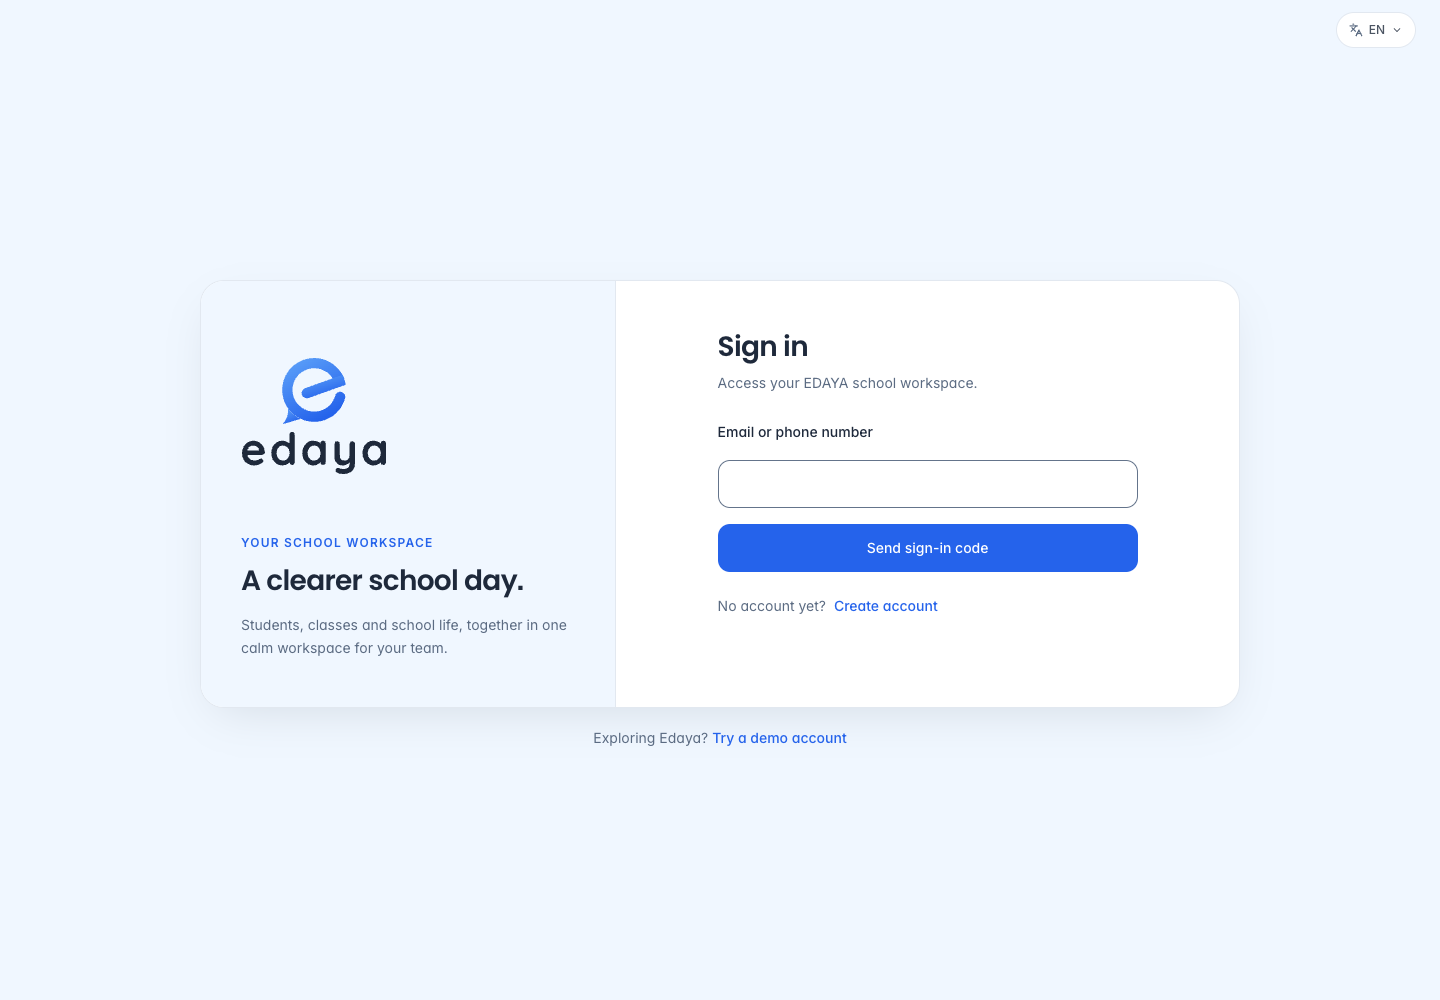 EN
edaya
YOUR SCHOOL WORKSPACE
A clearer school day.
Students, classes and school life, together in one
calm workspace for your team.
Sign in
Access your EDAYA school workspace.
Email or phone number
Send sign-in code
No account yet? Create account
Exploring Edaya? Try a demo account